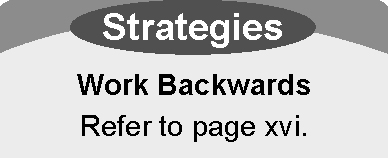 Strategies
Work Backwards
Refer to page xvi.